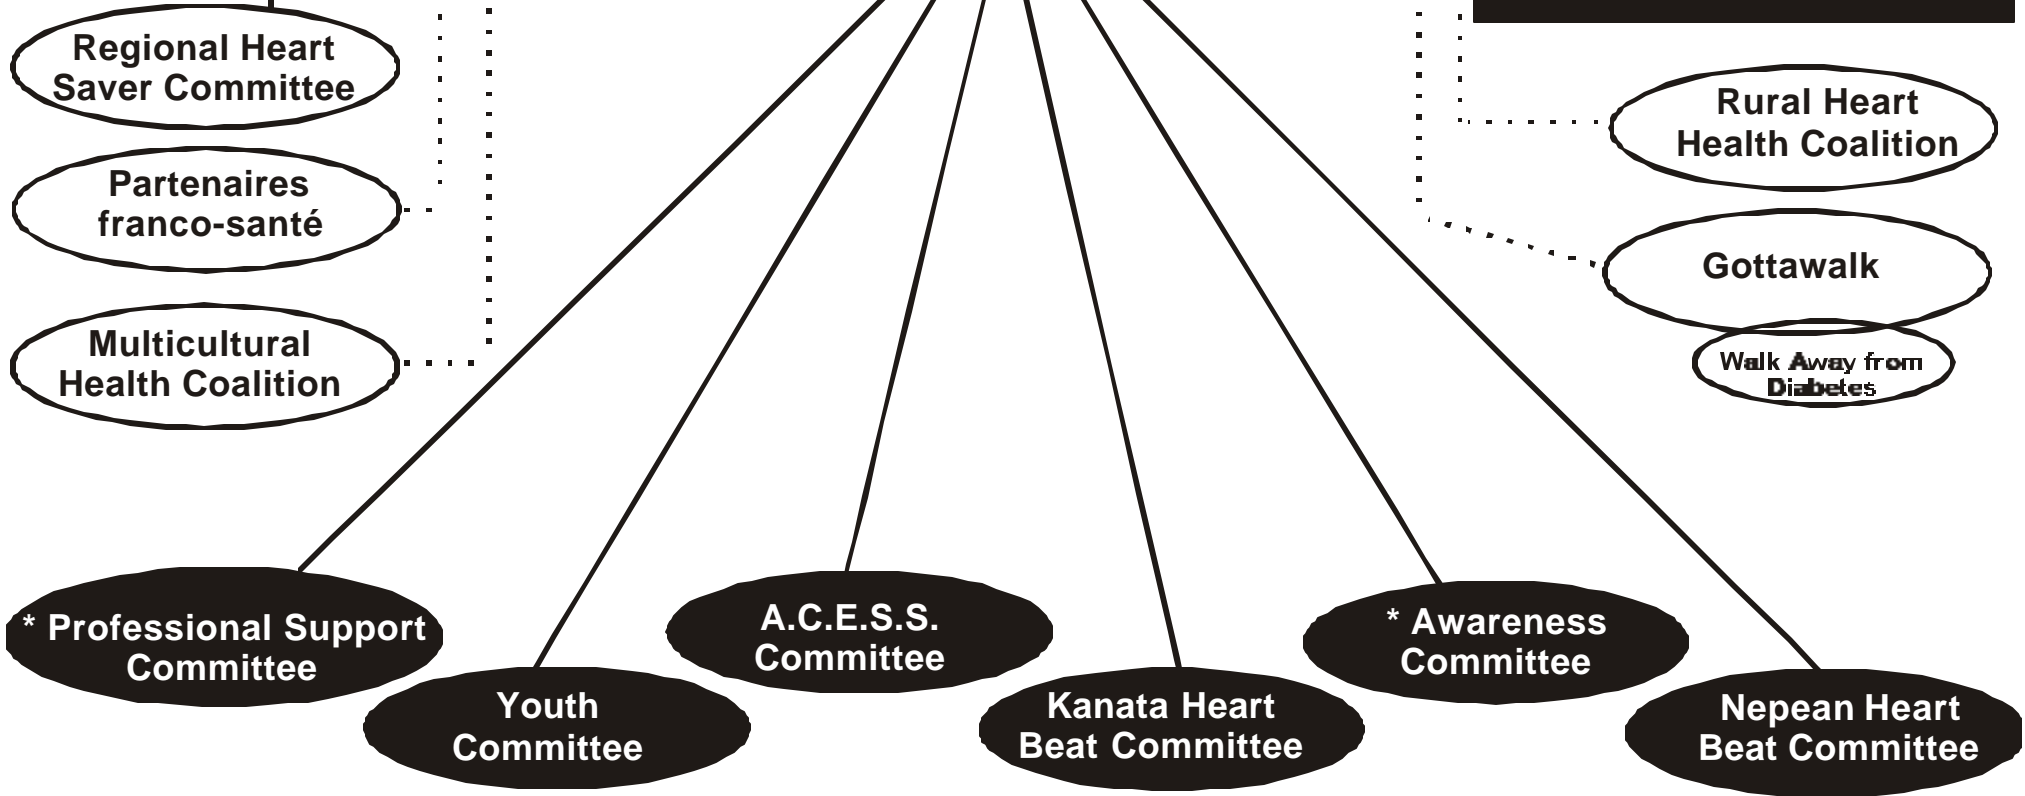 Regional Heart
Saver Committee
Partenaires
franco-santé
Multicultural
Health Coalition
Rural Heart
Health Coalition
Gottawalk
Walk Away from
Diabetes
* Professional Support
Committee
Youth
Committee
A.C.E.S.S.
Committee
Kanata Heart
Beat Committee
* Awareness
Committee
Nepean Heart
Beat Committee